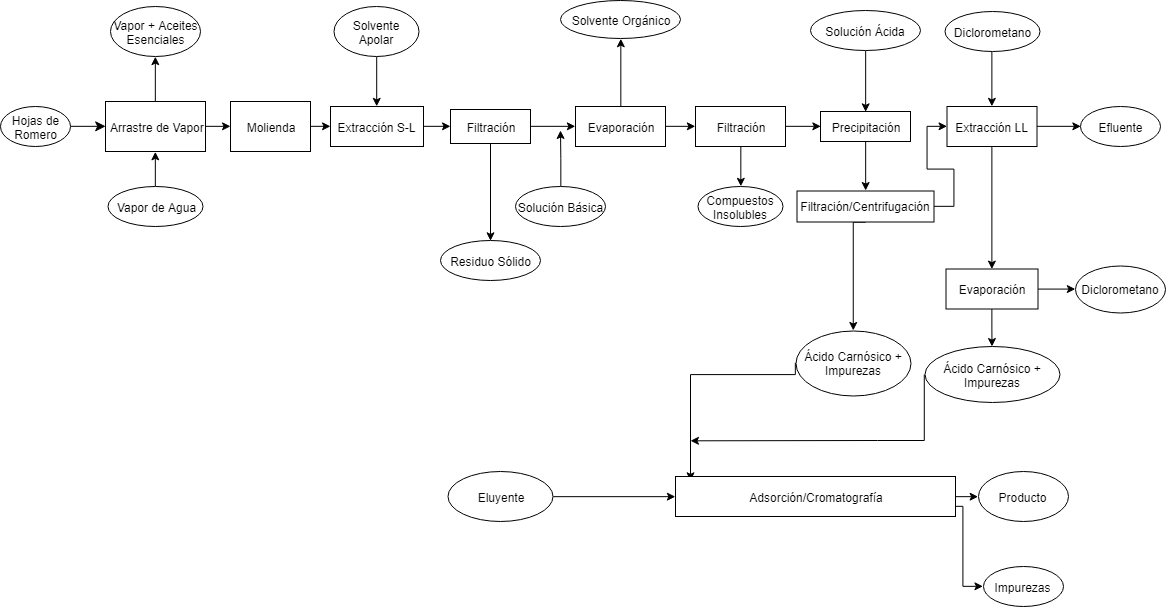 Vapor + Aceites
Esenciales
Solvente
Apolar
Solvente Orgánico
Solución Ácida
Diclorometano
Hojas de
Romero
Arrastre de Vapor
Molienda
Extracción S-L
Filtración
Evaporación
Filtración
Precipitación
Extracción LL
Efluente
Vapor de Agua
Solución Básica
Compuestos
Insolubles
Filtración/Centrifugación
Residuo Sólido
Evaporación
Diclorometano
Ácido Carnósico +
Impurezas
Ácido Carnósico +
Impurezas
Eluyente
Adsorción/Cromatografía
Producto
Impurezas